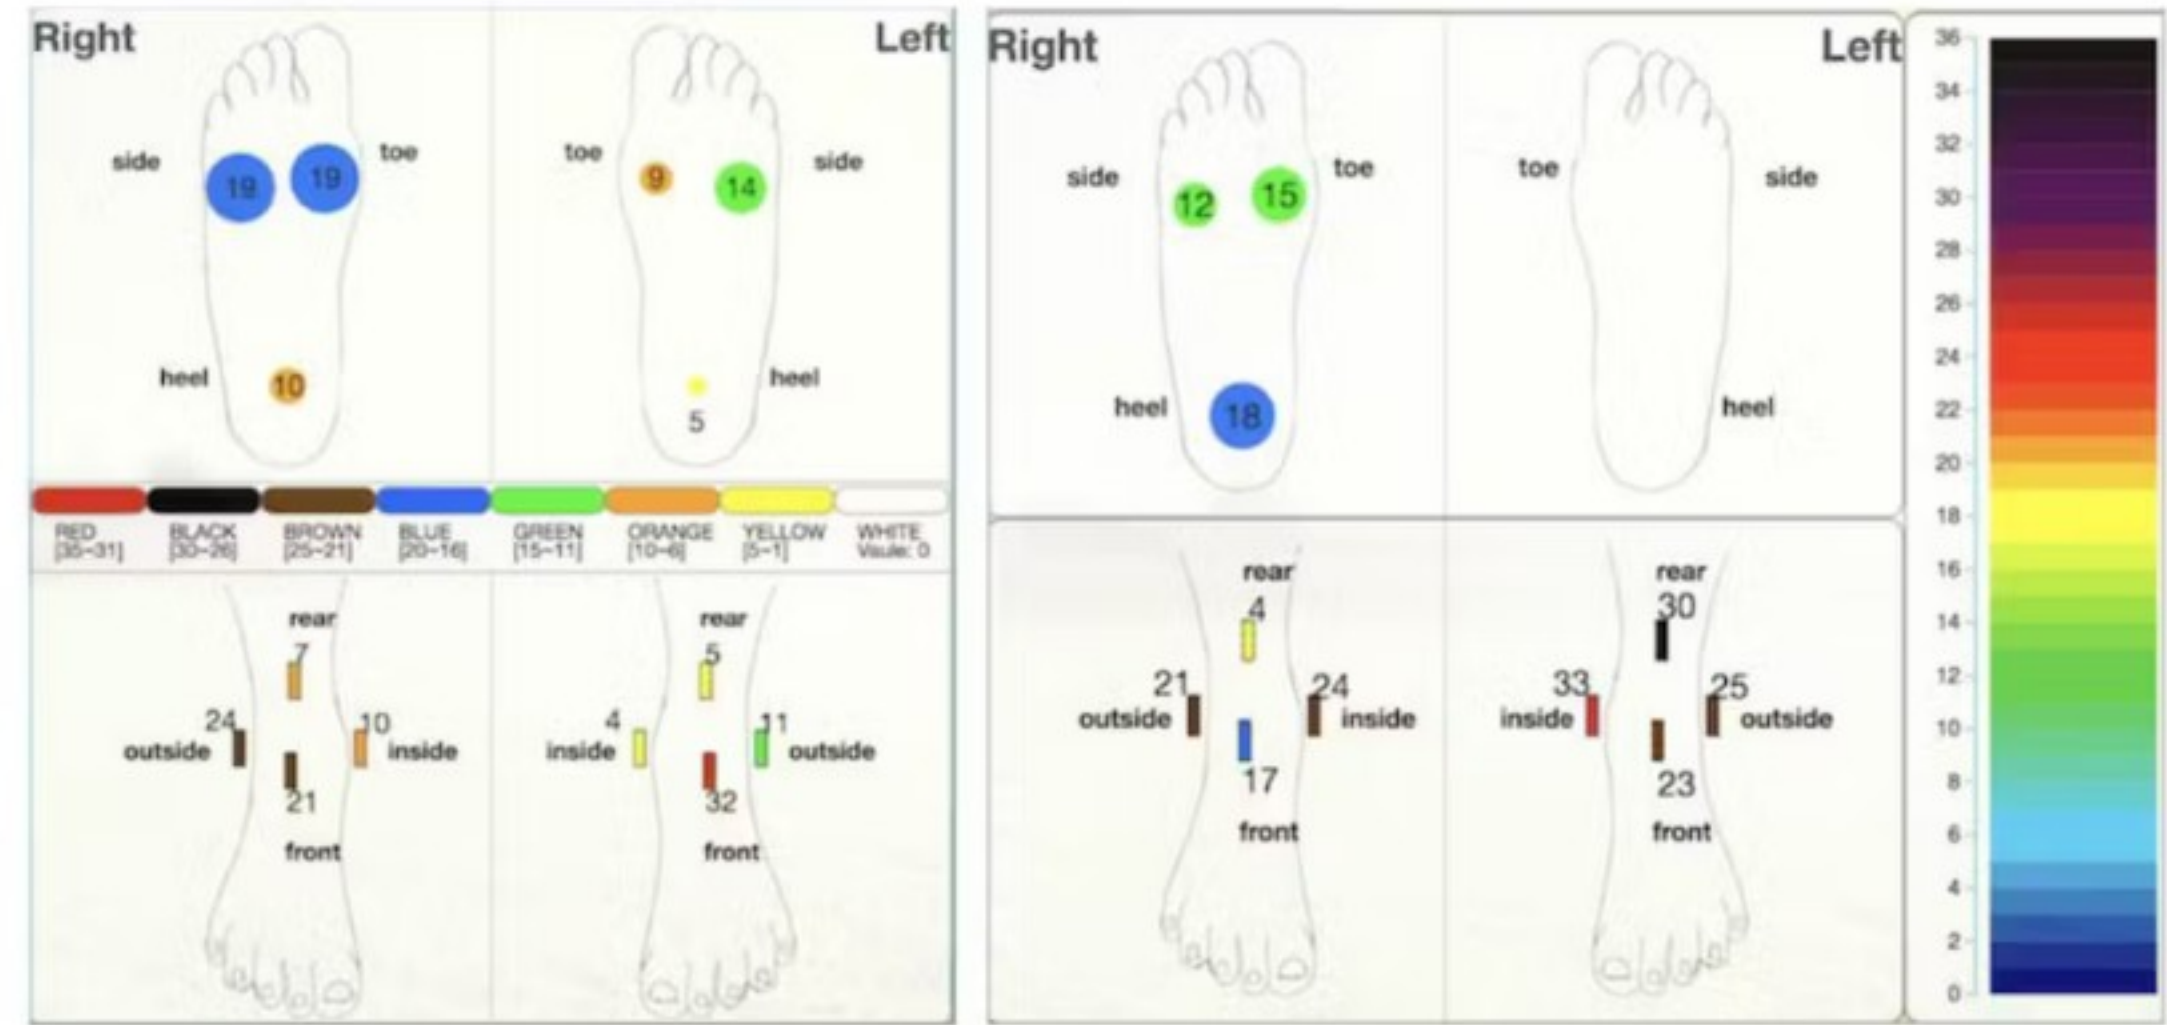 Right Left
side 19 19 toe
toe 9 14 side
heel 10
5 heel
RED BLACK BROWN BLUE GREEN ORANGE YELLOW WHITE
[35~31] [30~26] [25~21] [20~16] [15~11] [10~6] [5~1] Vaule: 0
rear
7
24 10
outside inside
21
front
rear
5
4 11
inside outside
32
front
Right Left
side 12 15 toe
toe side
heel 18
heel
rear
4
21 24
outside inside
17
front
rear
30
33 25
inside outside
23
front
36
34
32
30
28
26
24
22
20
18
16
14
12
10
8
6
4
2
0